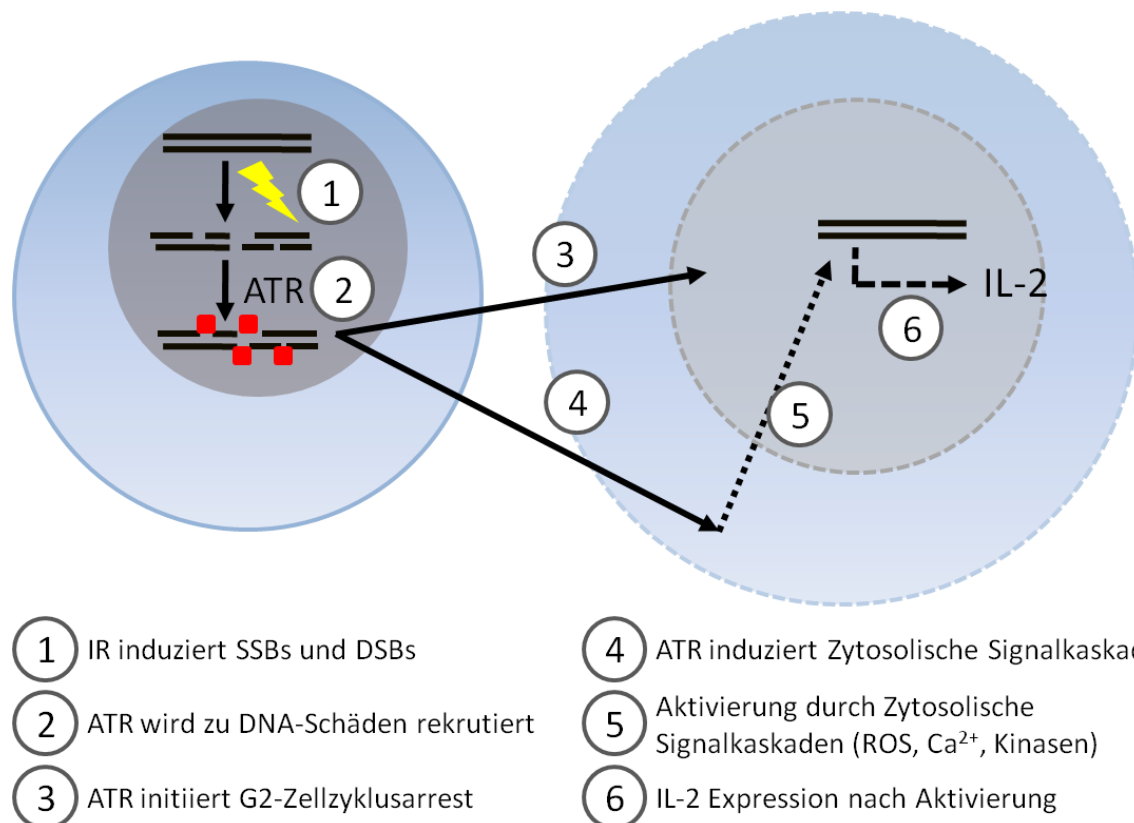 1
ATR 2
3
4
5
6
IL-2
1 IR induziert SSBs und DSBs
2 ATR wird zu DNA-Schäden rekrutiert
3 ATR initiiert G2-Zellzyklusarrest
4 ATR induziert Zytosolische Signalkaskad
5 Aktivierung durch Zytosolische
Signalkaskaden (ROS, Ca²⁺, Kinasen)
6 IL-2 Expression nach Aktivierung